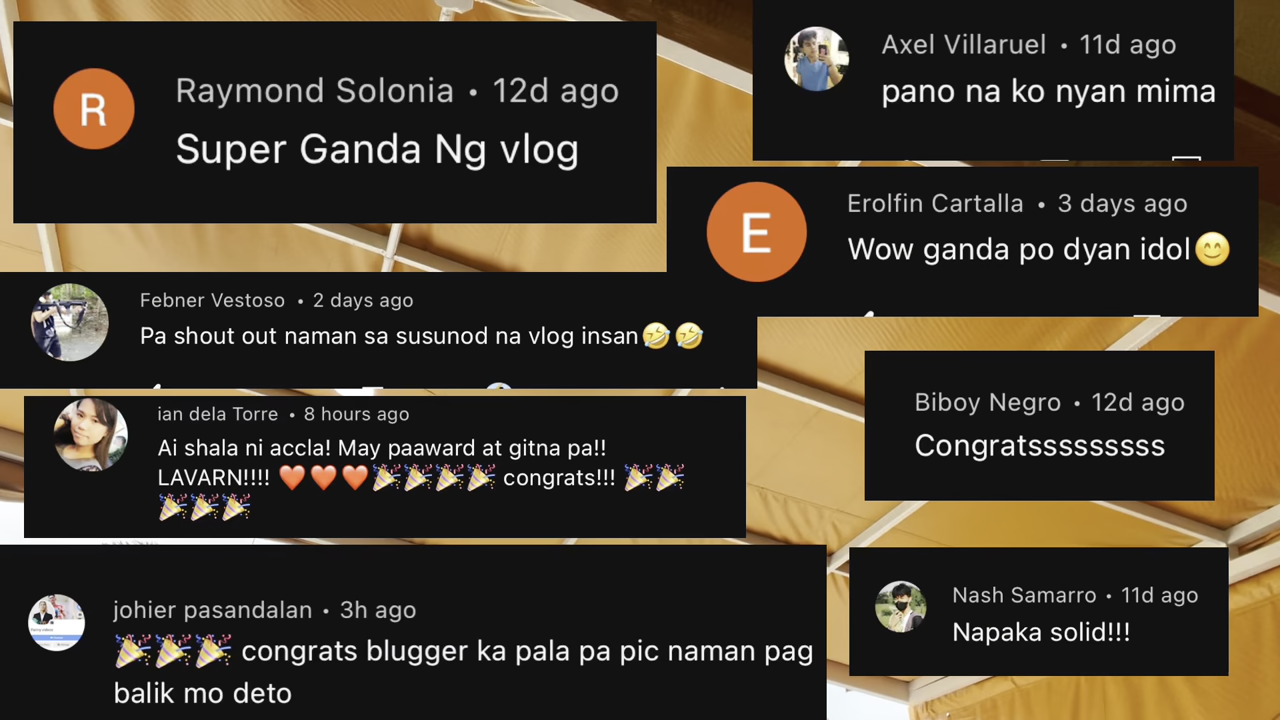 R
Raymond Solonia • 12d ago
Super Ganda Ng vlog
Axel Villaruel • 11d ago
pano na ko nyan mima
E
Erolfin Cartalla • 3 days ago
Wow ganda po dyan idol😊
Febner Vestoso • 2 days ago
Pa shout out naman sa susunod na vlog insan🤣🤣
ian dela Torre • 8 hours ago
Ai shala ni accla! May paaward at gitna pa!!
LAVARN!!!! ❤️❤️❤️🎉🎉🎉🎉 congrats!!! 🎉🎉
🎉🎉🎉
Biboy Negro • 12d ago
Congratsssssssss
johier pasandalan • 3h ago
🎉🎉🎉 congrats blugger ka pala pa pic naman pag
balik mo deto
Nash Samarro • 11d ago
Napaka solid!!!